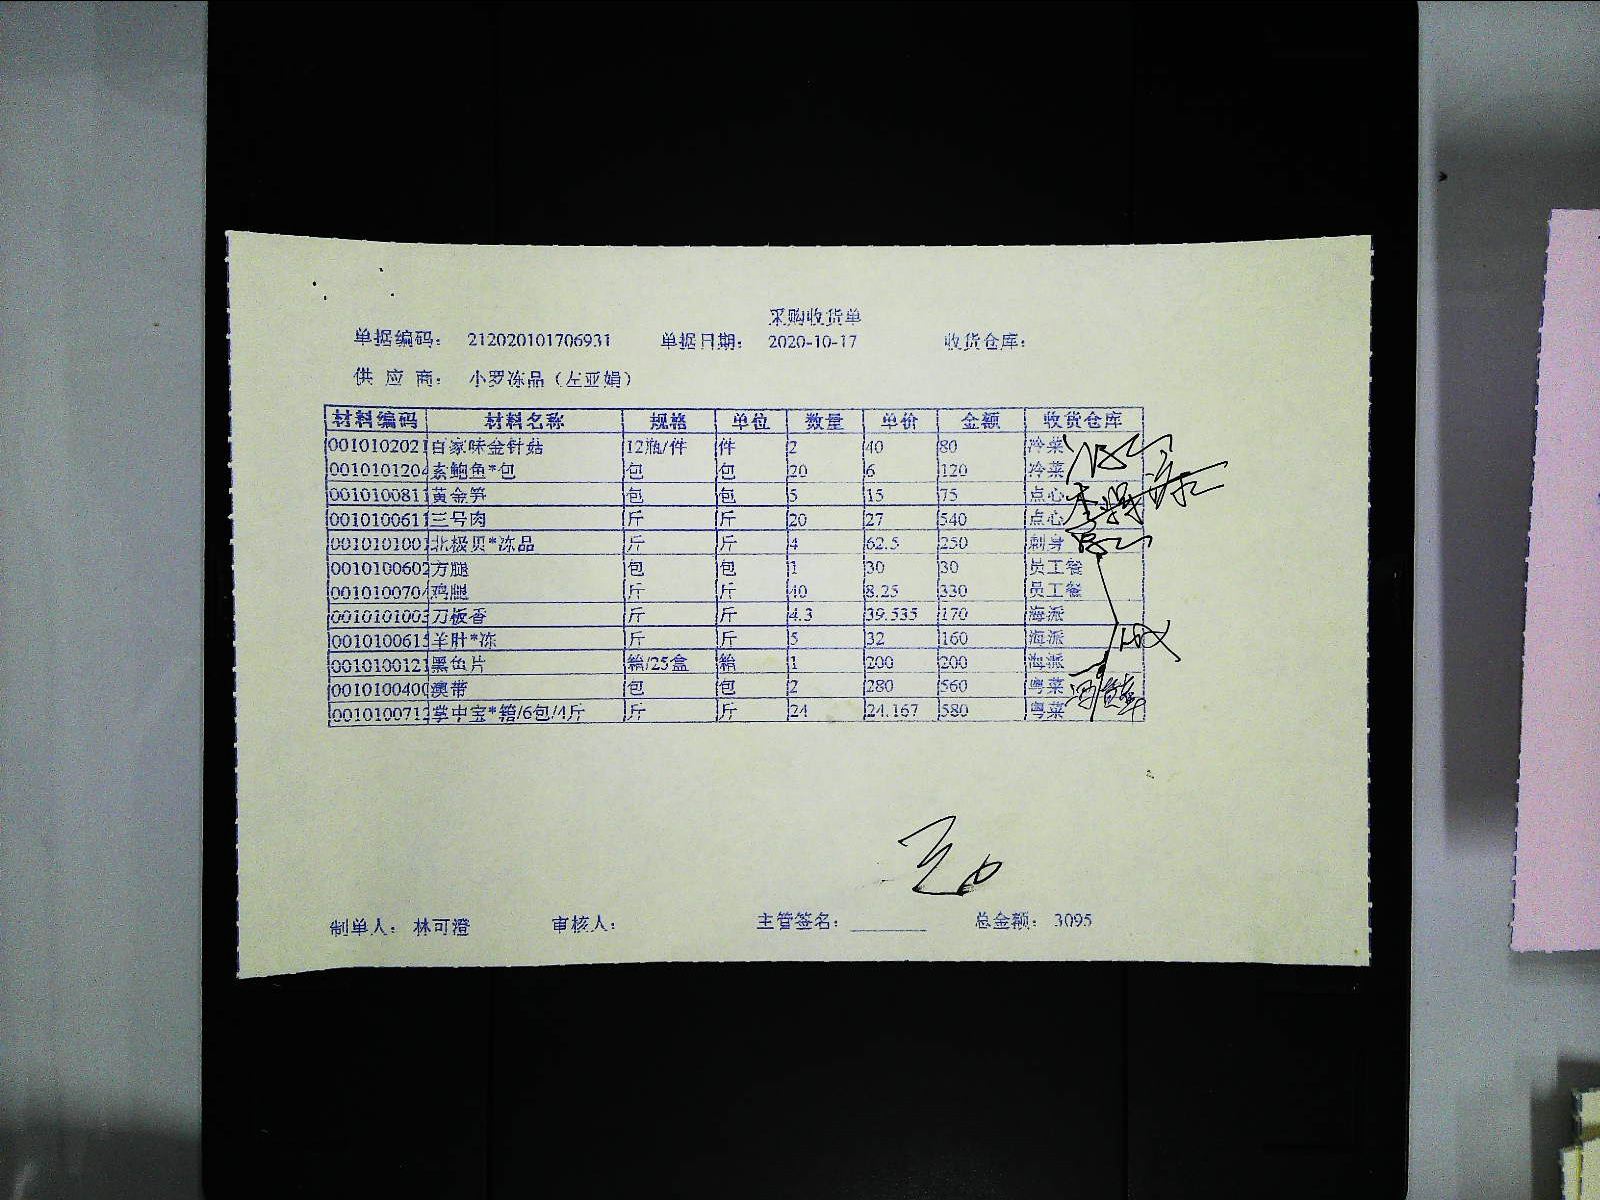 采购收货单
单据编码： 212020101706931 单据日期： 2020-10-17 收货仓库：
供 应 商： 小罗冻品（左亚娟）
材料编码 材料名称 规格 单位 数量 单价 金额 收货仓库
0010102021 百家味金针菇 12瓶/件 件 2 40 80 冷菜
001010120 素鲍鱼*包 包 包 20 6 120 冷菜
0010100811 黄金笋 包 包 5 15 75 点心
0010100611 三号肉 斤 斤 20 27 540 点心
001010100 北极贝*冻品 斤 斤 4 62.5 250 刺身
0010100602 方腿 包 包 1 30 30 员工餐
001010070 鸡腿 斤 斤 40 8.25 330 员工餐
001010100 刀板香 斤 斤 4.3 39.535 170 海派
001010061 羊肚*冻 斤 斤 5 32 160 海派
0010100121 黑鱼片 箱/25盒 箱 1 200 200 海派
001010040 澳带 包 包 2 280 560 粤菜
001010071 掌中宝*箱/6包/4斤 斤 斤 24 24.167 580 粤菜
制单人： 林可澄 审核人： 主管签名： 总金额： 3095